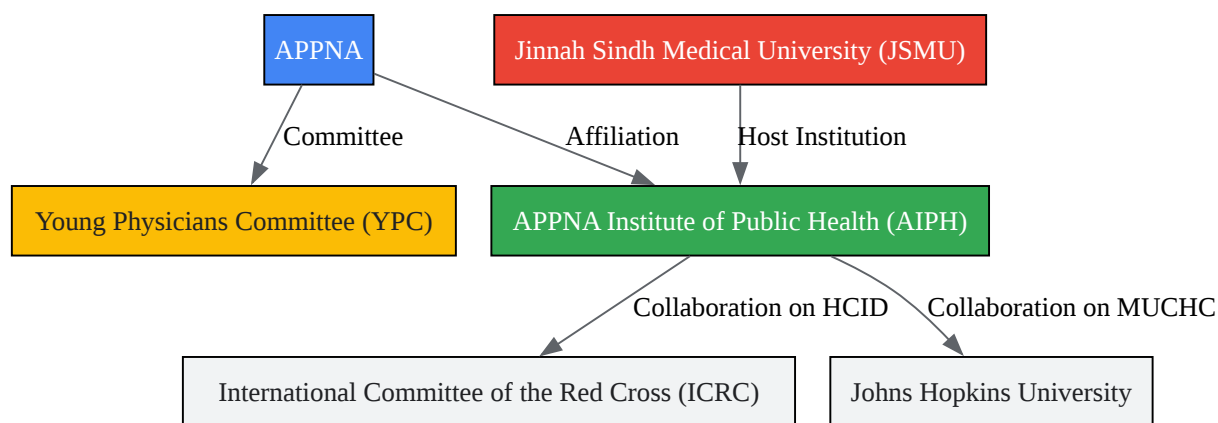 APPNA
Jinnah Sindh Medical University (JSMU)
Committee
Affiliation
Host Institution
Young Physicians Committee (YPC)
APPNA Institute of Public Health (AIPH)
Collaboration on HCID
Collaboration on MUCHC
International Committee of the Red Cross (ICRC)
Johns Hopkins University